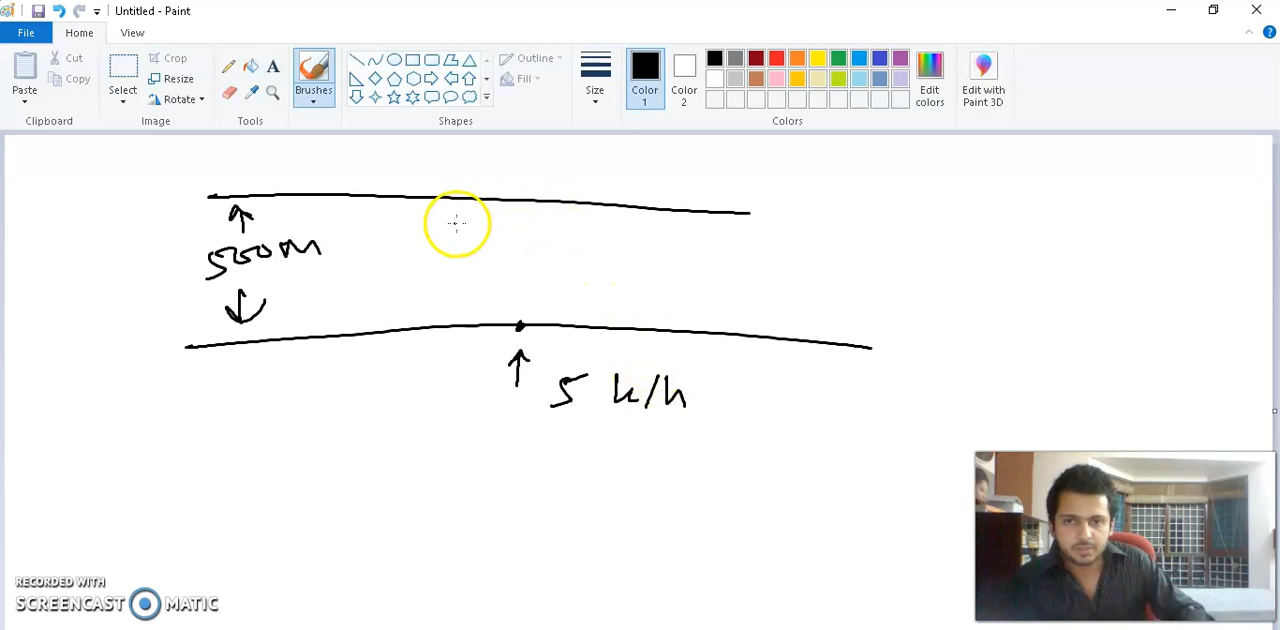 Untitled - Paint
File Home View
Cut
Copy
Paste
Clipboard
Crop
Resize
Rotate
Select
Image
A
Tools
Brushes
Outline
Fill
Shapes
Size
Color 1
Color 2
Edit colors
Edit with Paint 3D
Colors
500m
5 k/h
RECORDED WITH
SCREENCAST MATIC